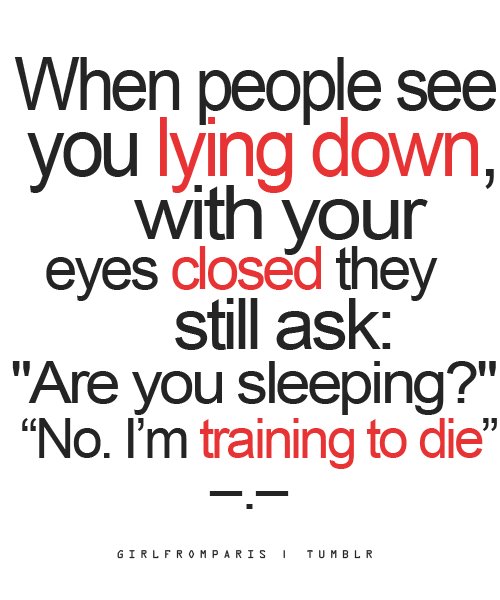 When people see
you lying down,
with your
eyes closed they
still ask:
"Are you sleeping?"
“No. I’m training to die”
–.–
GIRLFROMPARIS | TUMBLR